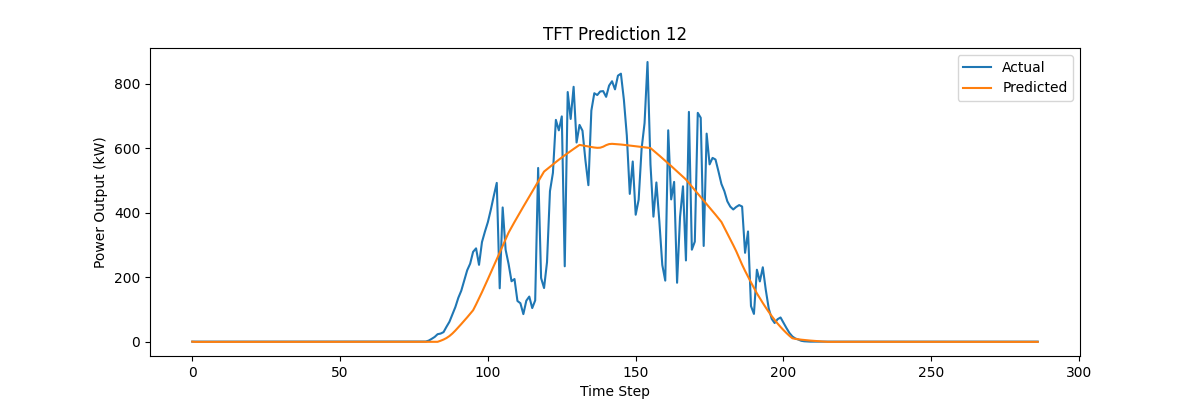 TFT Prediction 12
Actual
Predicted
Power Output (kW)
800
600
400
200
0
0 50 100 150 200 250 300
Time Step